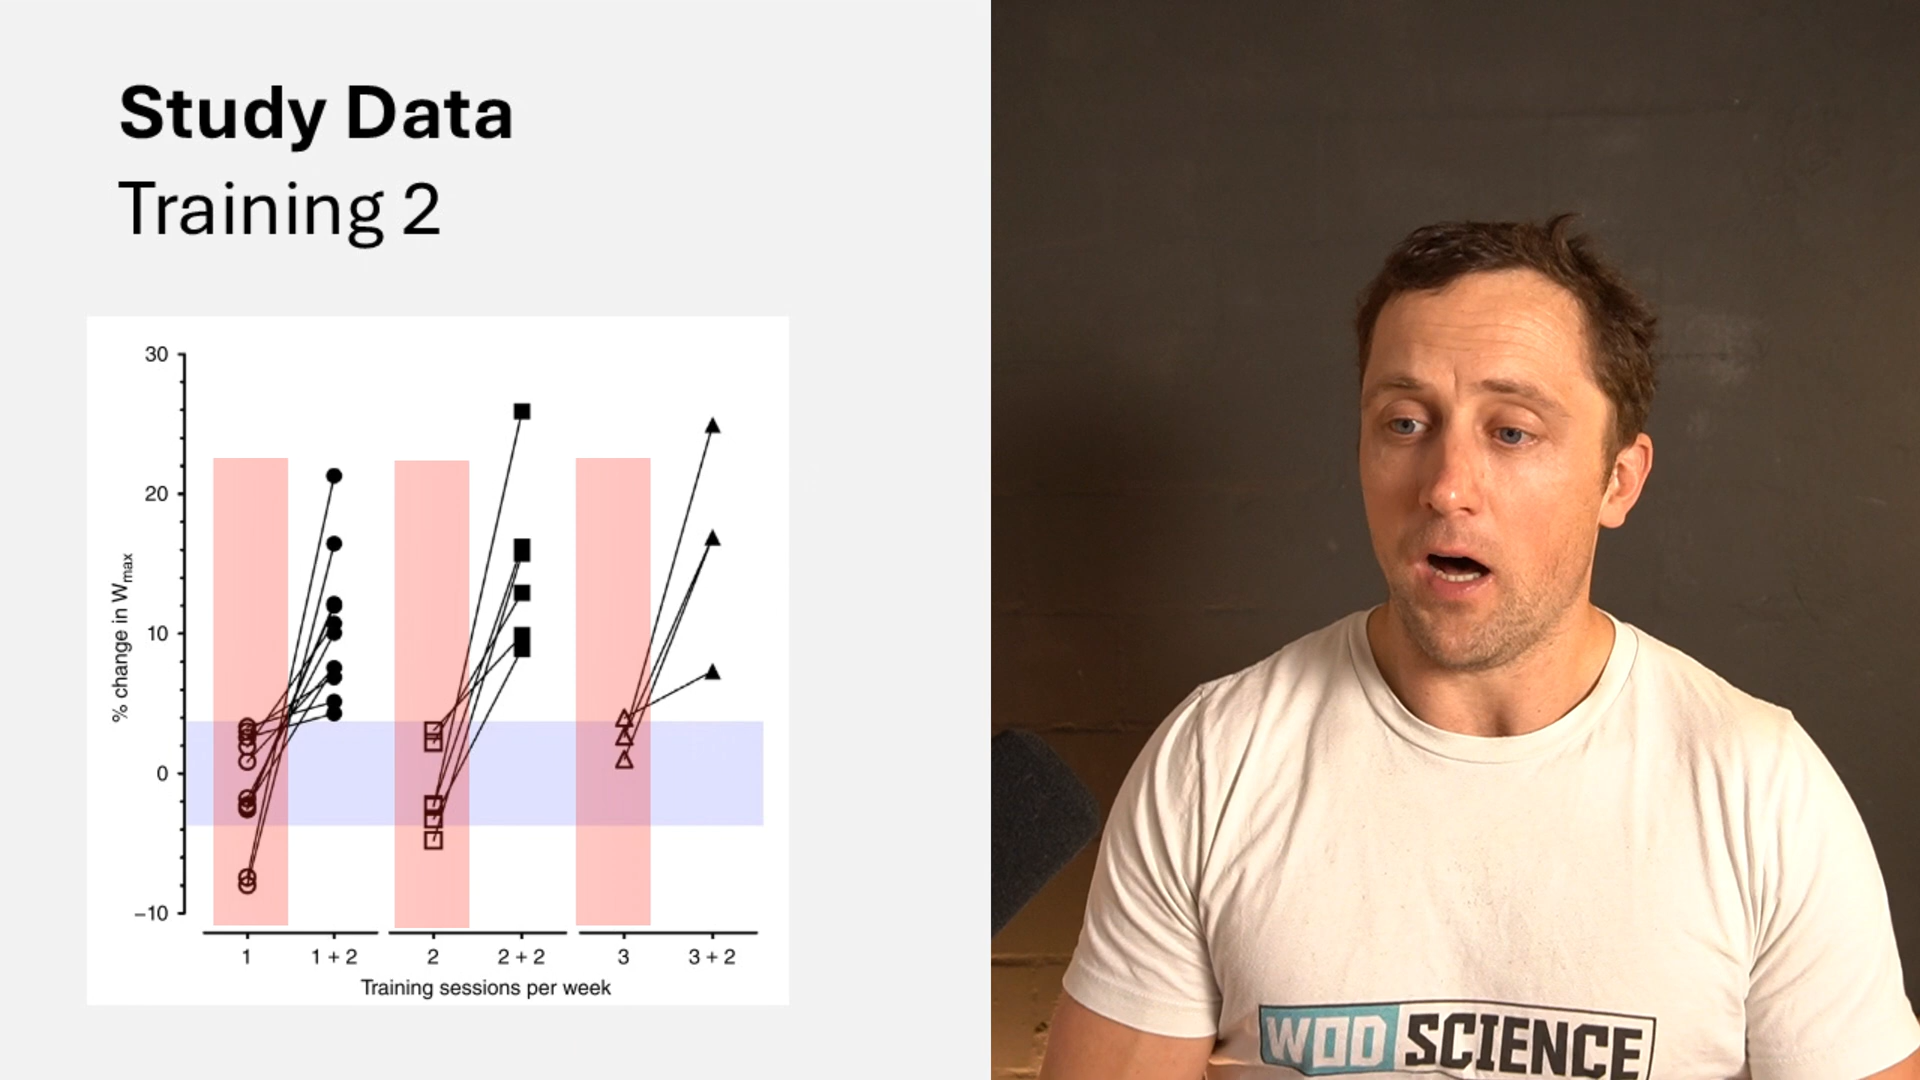 Study Data
Training 2
30
20
10
0
−10
% change in Wmax
1
1 + 2
2
2 + 2
3
3 + 2
Training sessions per week
WOD SCIENCE